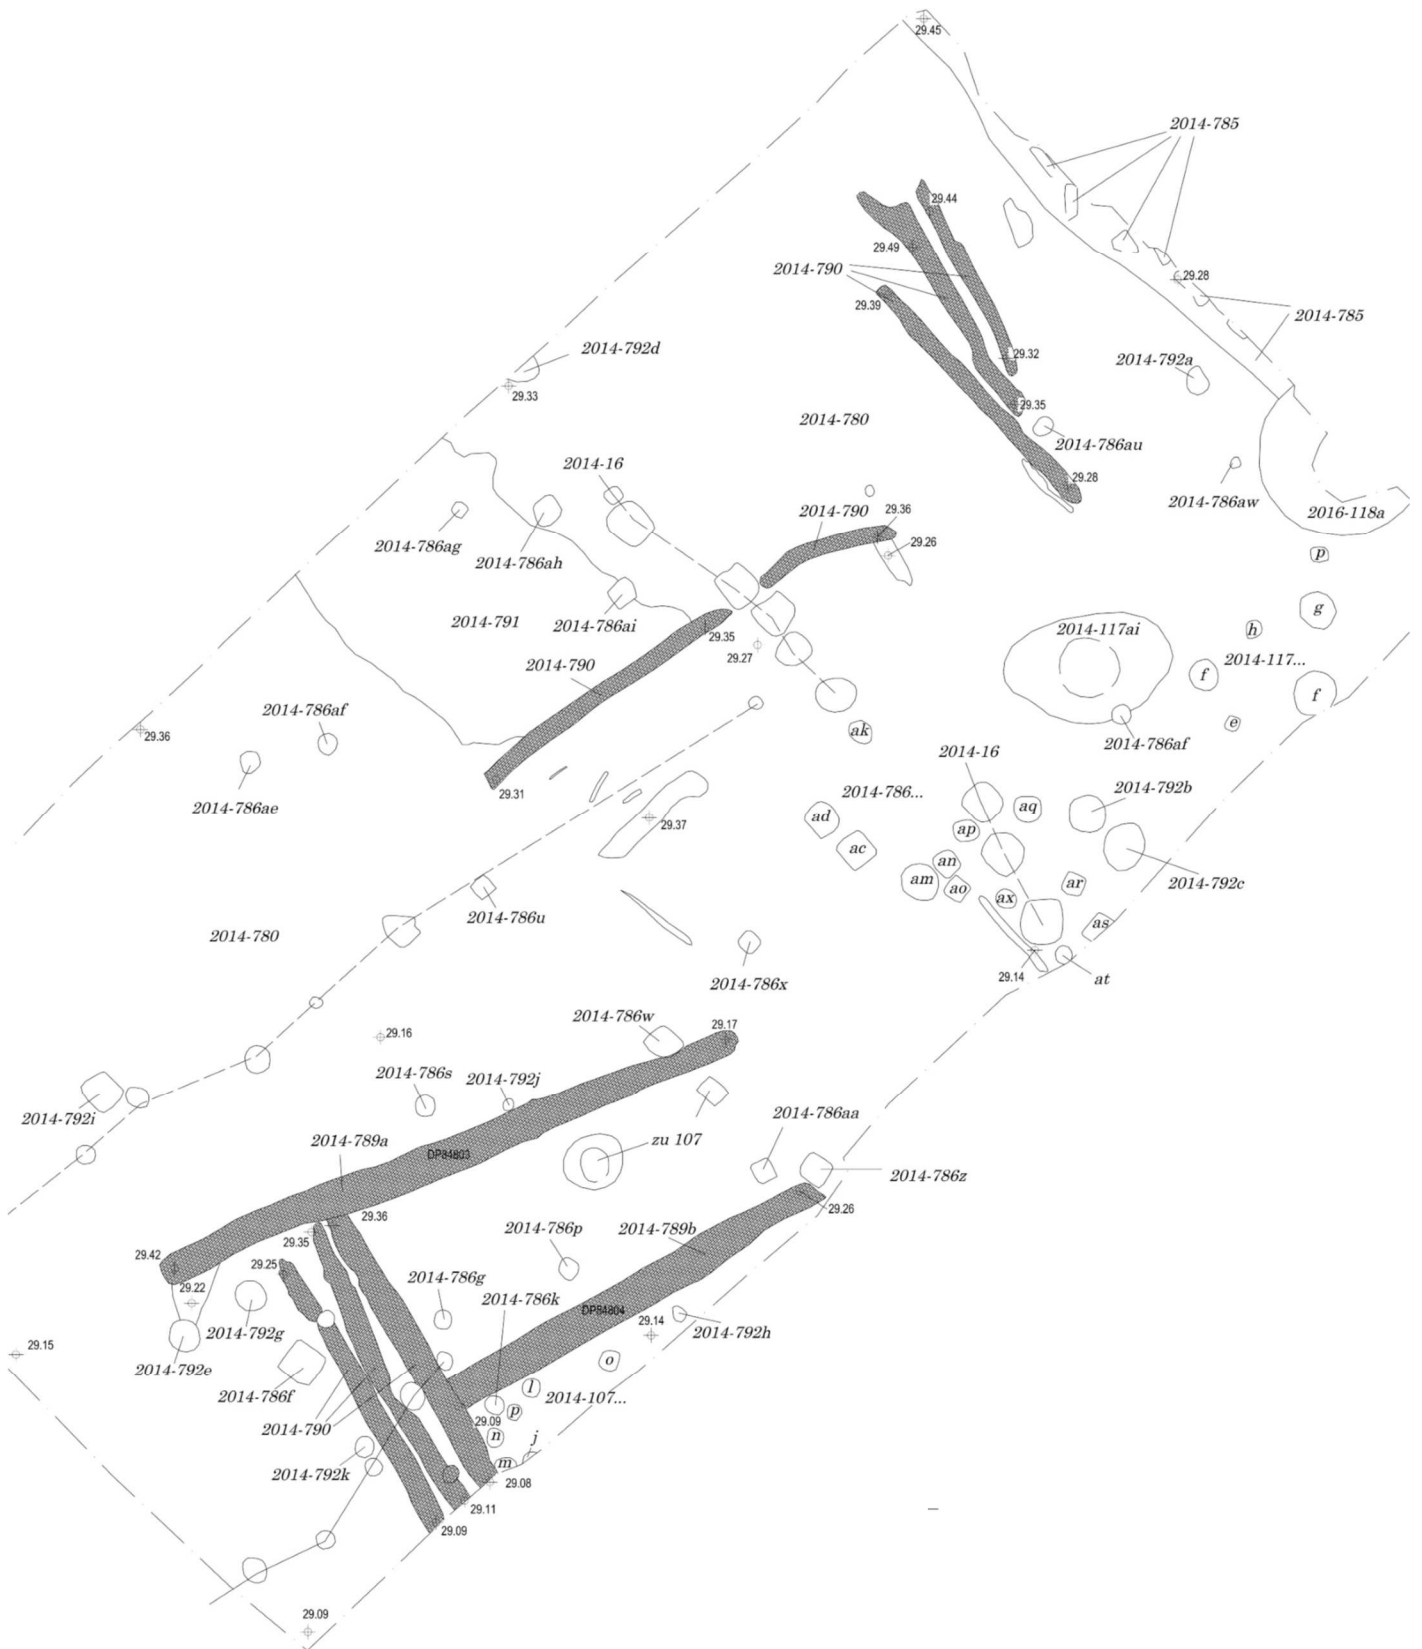 29.45
2014-785
29.44
29.49
2014-790
29.28
29.39
2014-785
2014-792d
29.32
2014-792a
29.33
29.35
2014-780
2014-786au
2014-16
29.28
2014-786aw
2014-790
29.36
2016-118a
2014-786ag
29.26
p
2014-786ah
g
2014-791
2014-786ai
29.35
2014-117ai
h
29.27
2014-790
2014-117...
f
f
2014-786af
e
29.36
ak
2014-786af
2014-16
2014-786ae
29.31
2014-786...
2014-792b
aq
29.37
ad
ap
ac
an
am
ao
ar
2014-792c
ax
2014-786u
as
2014-780
29.14
at
2014-786x
2014-786w
29.17
29.16
2014-786s
2014-792j
2014-792i
2014-786aa
2014-789a
zu 107
DP84803
2014-786z
29.26
29.36
29.35
2014-786p
2014-789b
29.42
29.25
29.22
2014-786g
2014-786k
DP84804
2014-792g
29.14
2014-792h
29.15
2014-792e
o
2014-786f
l
2014-107...
p
29.09
2014-790
n
j
2014-792k
m
29.08
29.11
29.09
29.09